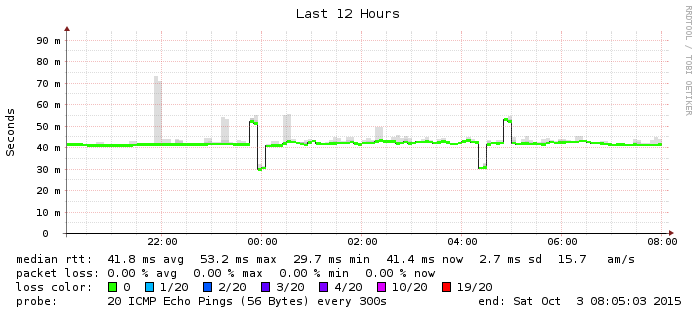 Last 12 Hours
RRDTOOL / TOBI OETIKER
Seconds
90 m
80 m
70 m
60 m
50 m
40 m
30 m
20 m
10 m
0
22:00 00:00 02:00 04:00 06:00 08:00
median rtt: 41.8 ms avg 53.2 ms max 29.7 ms min 41.4 ms now 2.7 ms sd 15.7 am/s
packet loss: 0.00 % avg 0.00 % max 0.00 % min 0.00 % now
loss color: 0 1/20 2/20 3/20 4/20 10/20 19/20
probe: 20 ICMP Echo Pings (56 Bytes) every 300s end: Sat Oct 3 08:05:03 2015